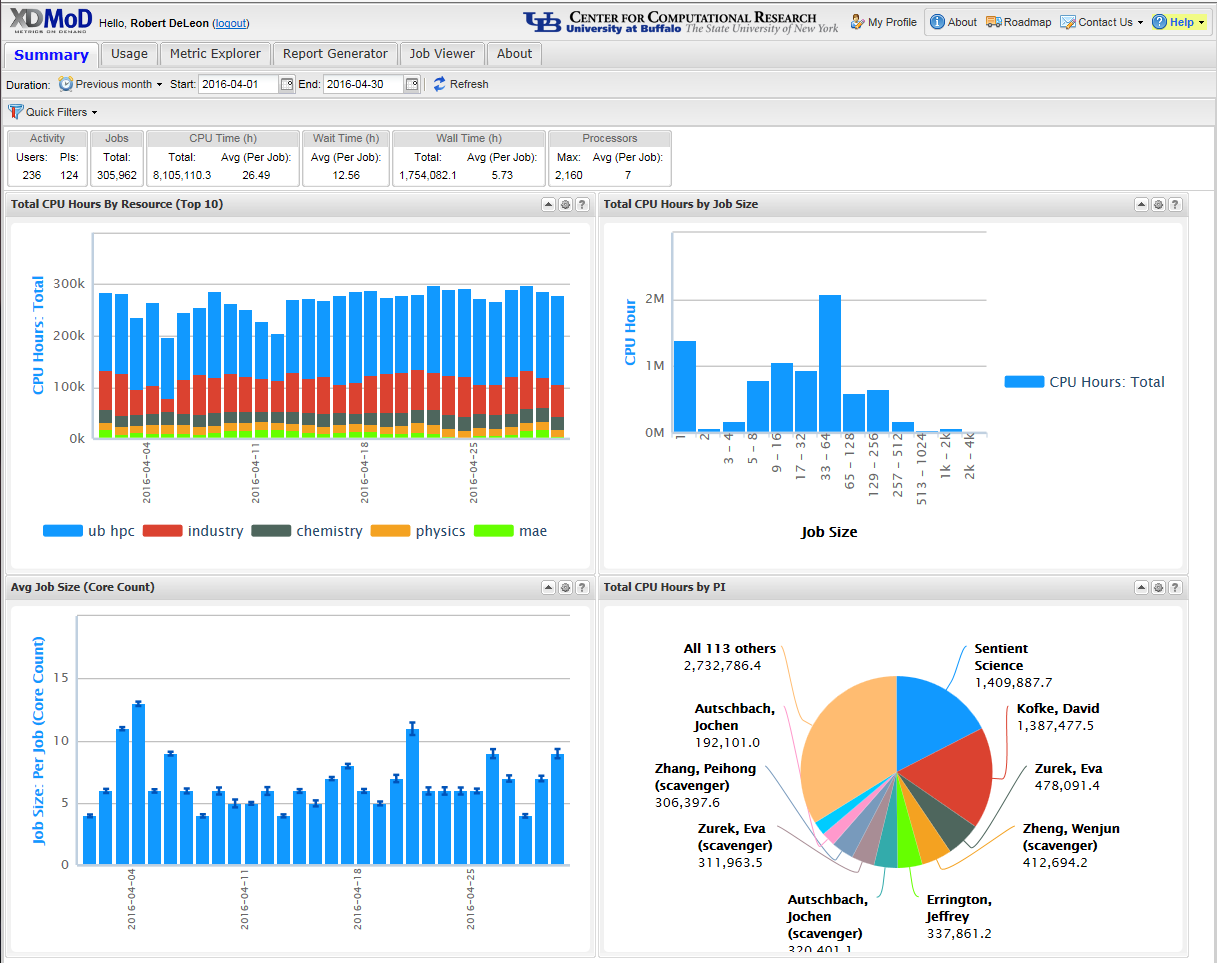 XDMoD
METRICS ON DEMAND
Hello, Robert DeLeon (logout)
UB CENTER FOR COMPUTATIONAL RESEARCH
University at Buffalo The State University of New York
My Profile
About
Roadmap
Contact Us
Help
Summary
Usage
Metric Explorer
Report Generator
Job Viewer
About
Duration: Previous month Start: 2016-04-01 End: 2016-04-30 Refresh
Quick Filters
Activity
Users: PIs:
236 124
Jobs
Total:
305,962
CPU Time (h)
Total: Avg (Per Job):
8,105,110.3 26.49
Wait Time (h)
Avg (Per Job):
12.56
Wall Time (h)
Total: Avg (Per Job):
1,754,082.1 5.73
Processors
Max: Avg (Per Job):
2,160 7
Total CPU Hours By Resource (Top 10)
CPU Hours: Total
300k
200k
100k
0k
2016-04-04
2016-04-11
2016-04-18
2016-04-25
ub hpc
industry
chemistry
physics
mae
Total CPU Hours by Job Size
CPU Hour
2M
1M
0M
1
2
3 – 4
5 – 8
9 – 16
17 – 32
33 – 64
65 – 128
129 – 256
257 – 512
513 – 1024
1k – 2k
2k – 4k
Job Size
CPU Hours: Total
Avg Job Size (Core Count)
Job Size: Per Job (Core Count)
15
10
5
0
2016-04-04
2016-04-11
2016-04-18
2016-04-25
Total CPU Hours by PI
All 113 others
2,732,786.4
Sentient
Science
1,409,887.7
Kofke, David
1,387,477.5
Zurek, Eva
478,091.4
Zheng, Wenjun
(scavenger)
412,694.2
Errington,
Jeffrey
337,861.2
Autschbach,
Jochen
(scavenger)
320,401.1
Zurek, Eva
(scavenger)
311,963.5
Zhang, Peihong
(scavenger)
306,397.6
Autschbach,
Jochen
192,101.0